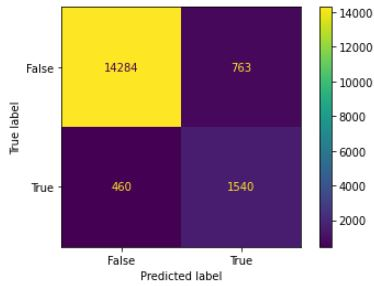 14000
12000
10000
8000
6000
4000
2000
True label
False
True
14284
763
460
1540
False
True
Predicted label